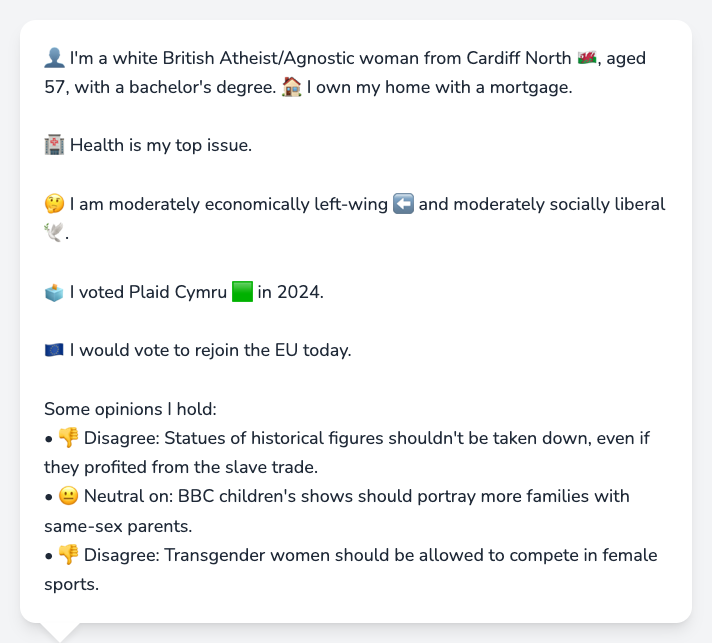 👤 I'm a white British Atheist/Agnostic woman from Cardiff North 🏴󠁧󠁢󠁷󠁬󠁳󠁿, aged
57, with a bachelor's degree. 🏠 I own my home with a mortgage.
🏥 Health is my top issue.
🤔 I am moderately economically left-wing ⬅️ and moderately socially liberal
🕊️.
🗳️ I voted Plaid Cymru 🟩 in 2024.
🇪🇺 I would vote to rejoin the EU today.
Some opinions I hold:
• 👎 Disagree: Statues of historical figures shouldn't be taken down, even if
they profited from the slave trade.
• 😐 Neutral on: BBC children's shows should portray more families with
same-sex parents.
• 👎 Disagree: Transgender women should be allowed to compete in female
sports.